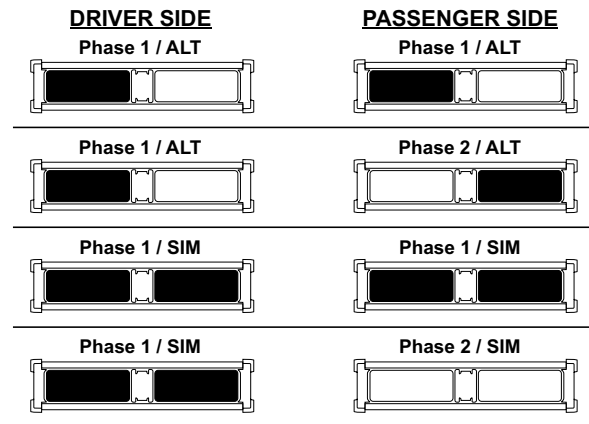 DRIVER SIDE PASSENGER SIDE
Phase 1 / ALT Phase 1 / ALT
Phase 1 / ALT Phase 2 / ALT
Phase 1 / SIM Phase 1 / SIM
Phase 1 / SIM Phase 2 / SIM